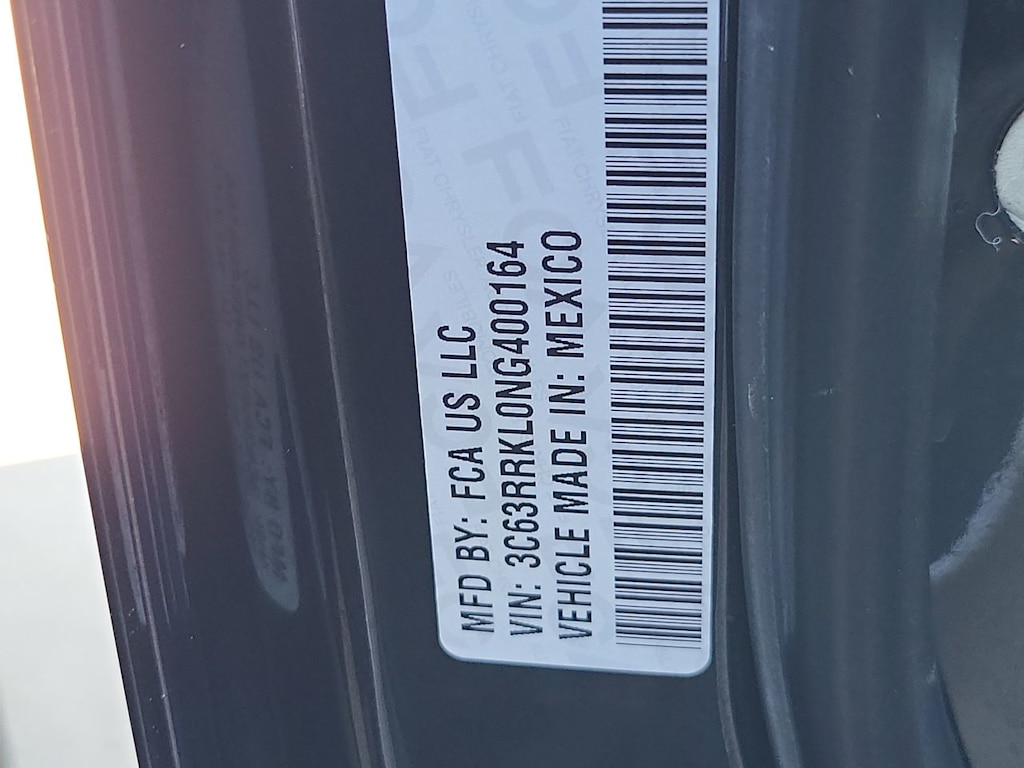 MFD BY: FCA US LLC
VIN: 3C63RRKL0NG400164
VEHICLE MADE IN: MEXICO